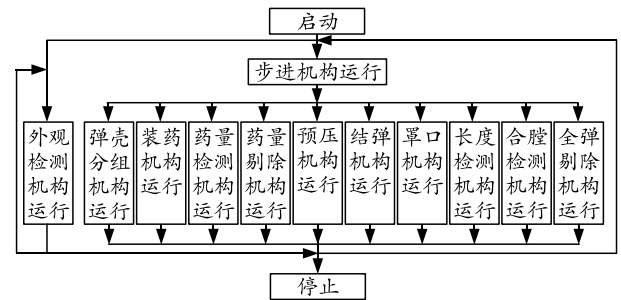 启动
步进机构运行
外观
检测
机构
运行
弹壳
分组
机构
运行
装药
机构
运行
药量
检测
机构
运行
药量
剔除
机构
运行
预压
机构
运行
结弹
机构
运行
罩口
机构
运行
长度
检测
机构
运行
合膛
检测
机构
运行
全弹
剔除
机构
运行
停止